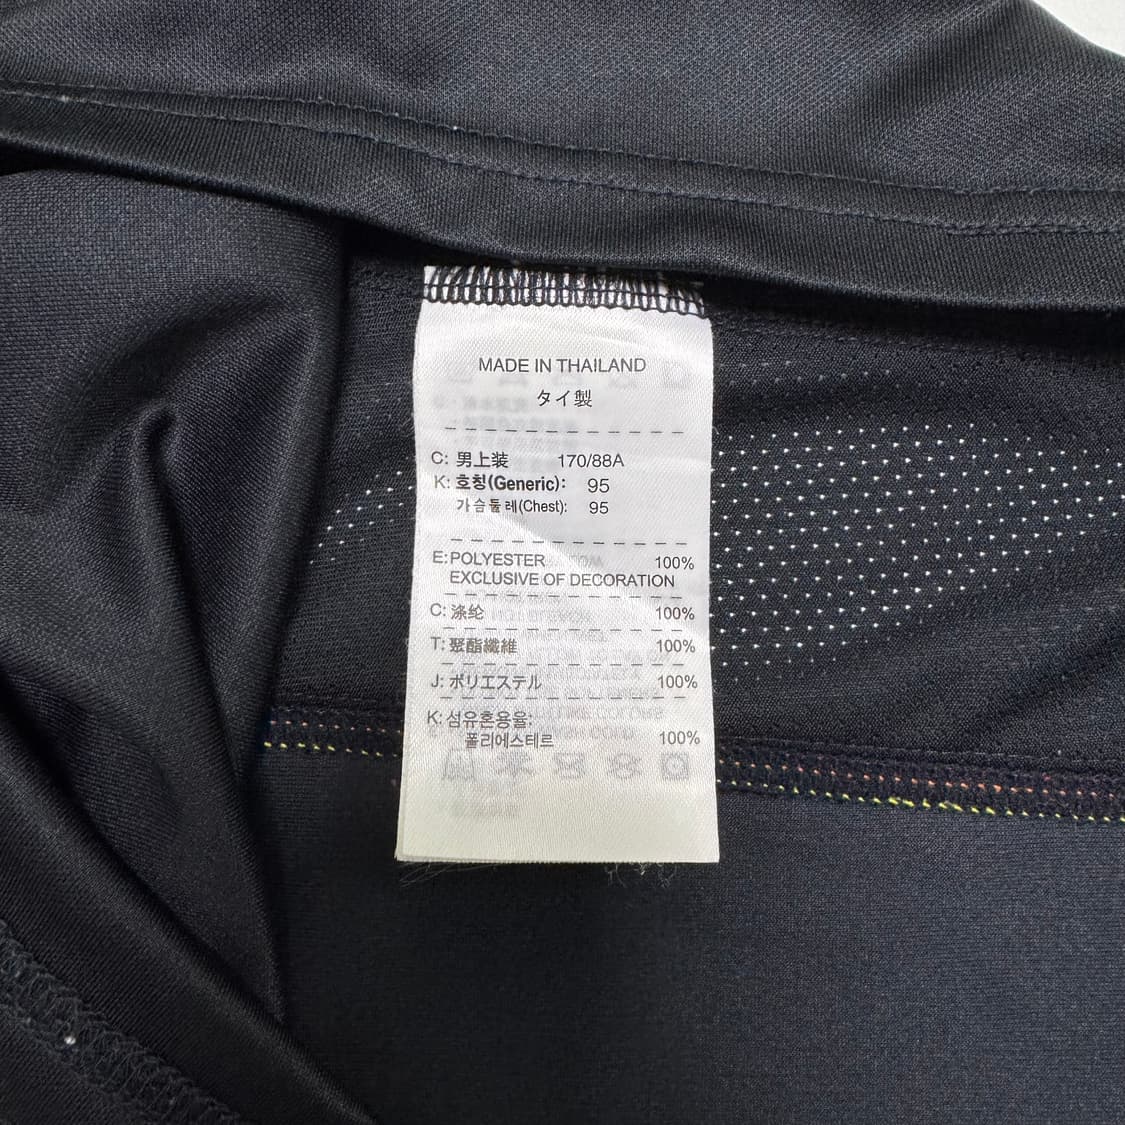 MADE IN THAILAND
タイ製
C: 男上装 170/88A
K: 호칭(Generic): 95
가슴둘레(Chest): 95
E: POLYESTER 100%
EXCLUSIVE OF DECORATION
C: 涤纶 100%
T: 聚酯纖維 100%
J: ポリエステル 100%
K: 섬유혼용율:
폴리에스테르 100%